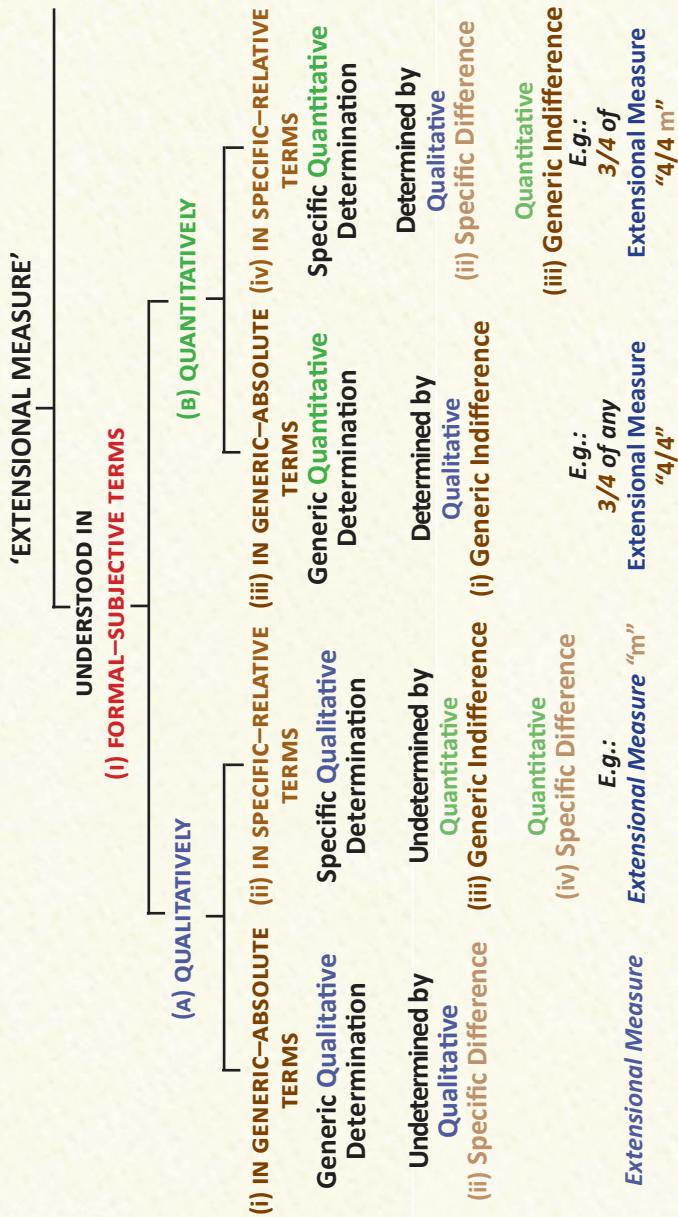 ‘EXTENSIONAL MEASURE’
UNDERSTOOD IN
(I) FORMAL–SUBJECTIVE TERMS
(A) QUALITATIVELY
(B) QUANTITATIVELY
(i) IN GENERIC–ABSOLUTE
TERMS
Generic Qualitative
Determination
Undetermined by
Qualitative
(ii) Specific Difference
Extensional Measure
(ii) IN SPECIFIC–RELATIVE
TERMS
Specific Qualitative
Determination
Undetermined by
Quantitative
(iii) Generic Indifference
Quantitative
(iv) Specific Difference
E.g.:
Extensional Measure “m”
(iii) IN GENERIC–ABSOLUTE
TERMS
Generic Quantitative
Determination
Determined by
Qualitative
(i) Generic Indifference
E.g.:
3/4 of any
Extensional Measure
“4/4”
(iv) IN SPECIFIC–RELATIVE
TERMS
Specific Quantitative
Determination
Determined by
Qualitative
(ii) Specific Difference
Quantitative
(iii) Generic Indifference
E.g.:
3/4 of
Extensional Measure
“4/4 m”